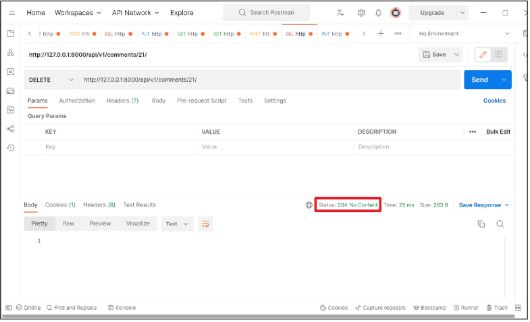 Home Workspaces API Network Explore Search Postman Upgrade
http POST htt DEL http PUT http GET http GET http POST htt DEL http PUT http No Environment
http://127.0.0.1:8000/api/v1/comments/21/ Save
DELETE http://127.0.0.1:8000/api/v1/comments/21/ Send
Params Authorization Headers (7) Body Pre-request Script Tests Settings Cookies
Query Params
KEY VALUE DESCRIPTION Bulk Edit
Key Value Description
Body Cookies (1) Headers (8) Test Results Status: 204 No Content Time: 25 ms Size: 263 B Save Response
Pretty Raw Preview Visualize Text
1
Online Find and Replace Console Cookies Capture requests Bootcamp Runner Trash